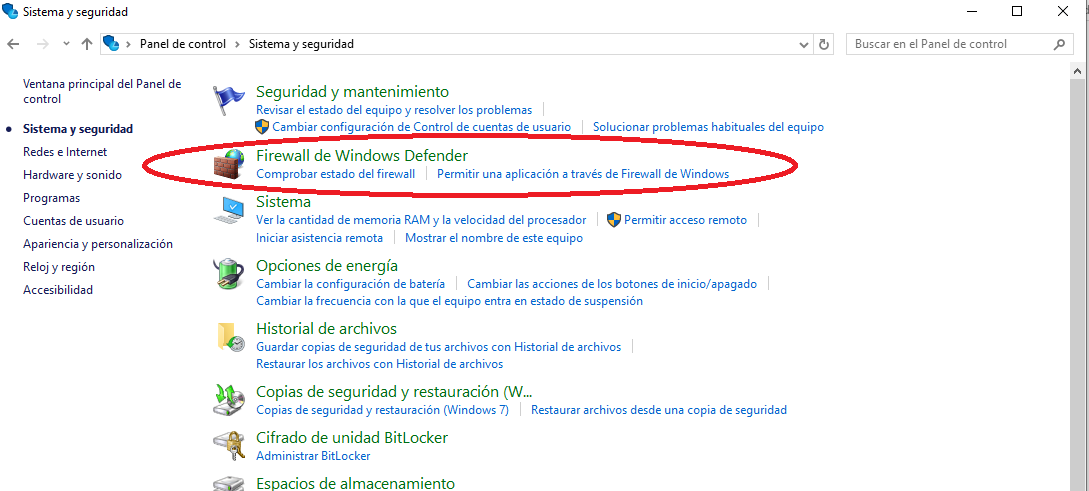 Sistema y seguridad
Panel de control > Sistema y seguridad
Buscar en el Panel de control
Ventana principal del Panel de
control
Sistema y seguridad
Redes e Internet
Hardware y sonido
Programas
Cuentas de usuario
Apariencia y personalización
Reloj y región
Accesibilidad
Seguridad y mantenimiento
Revisar el estado del equipo y resolver los problemas
Cambiar configuración de Control de cuentas de usuario Solucionar problemas habituales del equipo
Firewall de Windows Defender
Comprobar estado del firewall Permitir una aplicación a través de Firewall de Windows
Sistema
Ver la cantidad de memoria RAM y la velocidad del procesador Permitir acceso remoto
Iniciar asistencia remota Mostrar el nombre de este equipo
Opciones de energía
Cambiar la configuración de batería Cambiar las acciones de los botones de inicio/apagado
Cambiar la frecuencia con la que el equipo entra en estado de suspensión
Historial de archivos
Guardar copias de seguridad de tus archivos con Historial de archivos
Restaurar los archivos con Historial de archivos
Copias de seguridad y restauración (W...
Copias de seguridad y restauración (Windows 7) Restaurar archivos desde una copia de seguridad
Cifrado de unidad BitLocker
Administrar BitLocker
Espacios de almacenamiento